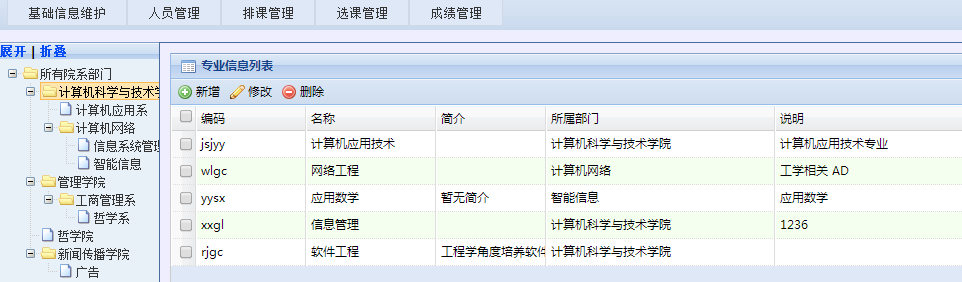 基础信息维护 人员管理 排课管理 选课管理 成绩管理
展开 | 折叠
所有院系部门
计算机科学与技术学
计算机应用系
计算机网络
信息系统管理
智能信息
管理学院
工商管理系
哲学系
哲学院
新闻传播学院
广告
专业信息列表
新增 修改 删除
编码 名称 简介 所属部门 说明
jsjyy 计算机应用技术 计算机科学与技术学院 计算机应用技术专业
wlgc 网络工程 计算机网络 工学相关 AD
yysx 应用数学 暂无简介 智能信息 应用数学
xxgl 信息管理 计算机科学与技术学院 1236
rjgc 软件工程 工程学角度培养软件 计算机科学与技术学院